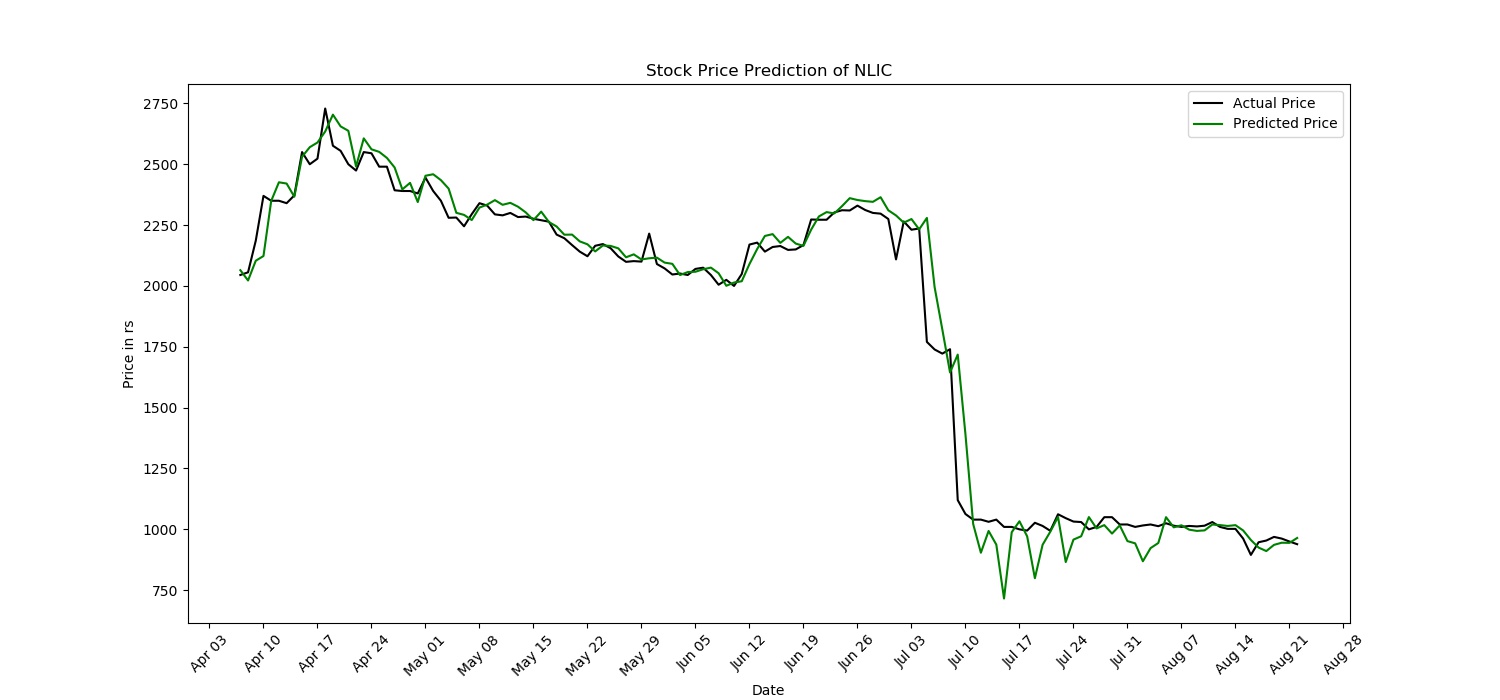 Stock Price Prediction of NLIC
Actual Price
Predicted Price
Price in rs
2750
2500
2250
2000
1750
1500
1250
1000
750
Apr 03
Apr 10
Apr 17
Apr 24
May 01
May 08
May 15
May 22
May 29
Jun 05
Jun 12
Jun 19
Jun 26
Jul 03
Jul 10
Jul 17
Jul 24
Jul 31
Aug 07
Aug 14
Aug 21
Aug 28
Date